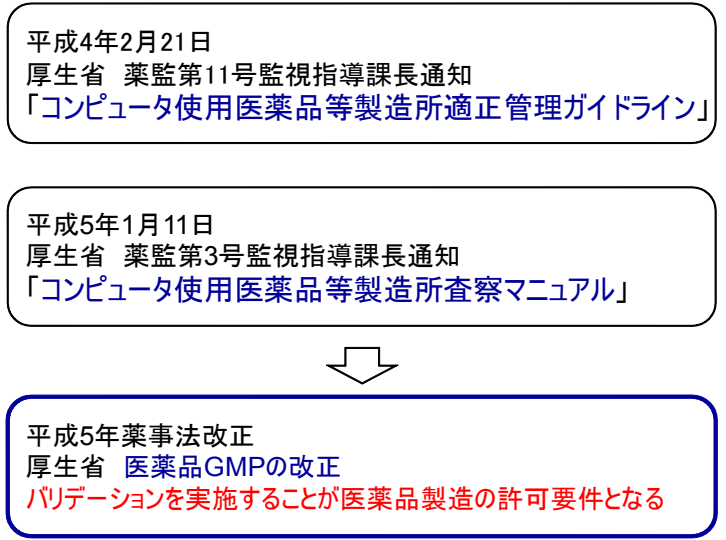 平成4年2月21日
厚生省　薬監第11号監視指導課長通知
「コンピュータ使用医薬品等製造所適正管理ガイドライン」
平成5年1月11日
厚生省　薬監第3号監視指導課長通知
「コンピュータ使用医薬品等製造所査察マニュアル」
平成5年薬事法改正
厚生省　医薬品GMPの改正
バリデーションを実施することが医薬品製造の許可要件となる